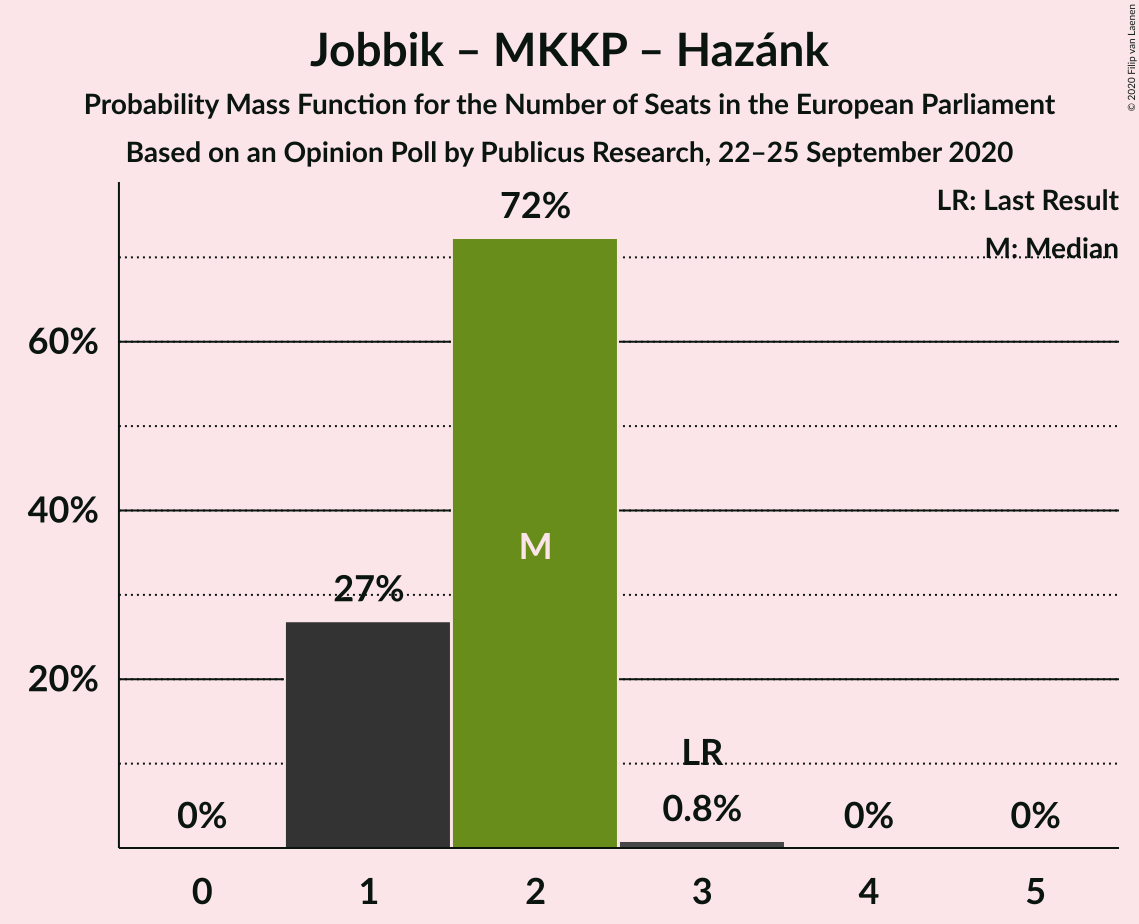 Jobbik – MKKP – Hazánk
Probability Mass Function for the Number of Seats in the European Parliament
Based on an Opinion Poll by Publicus Research, 22–25 September 2020
© 2020 Filip van Laenen
LR: Last Result
M: Median
72%
60%
40%
M
27%
20%
LR
0%
0.8%
0%
0%
0 1 2 3 4 5